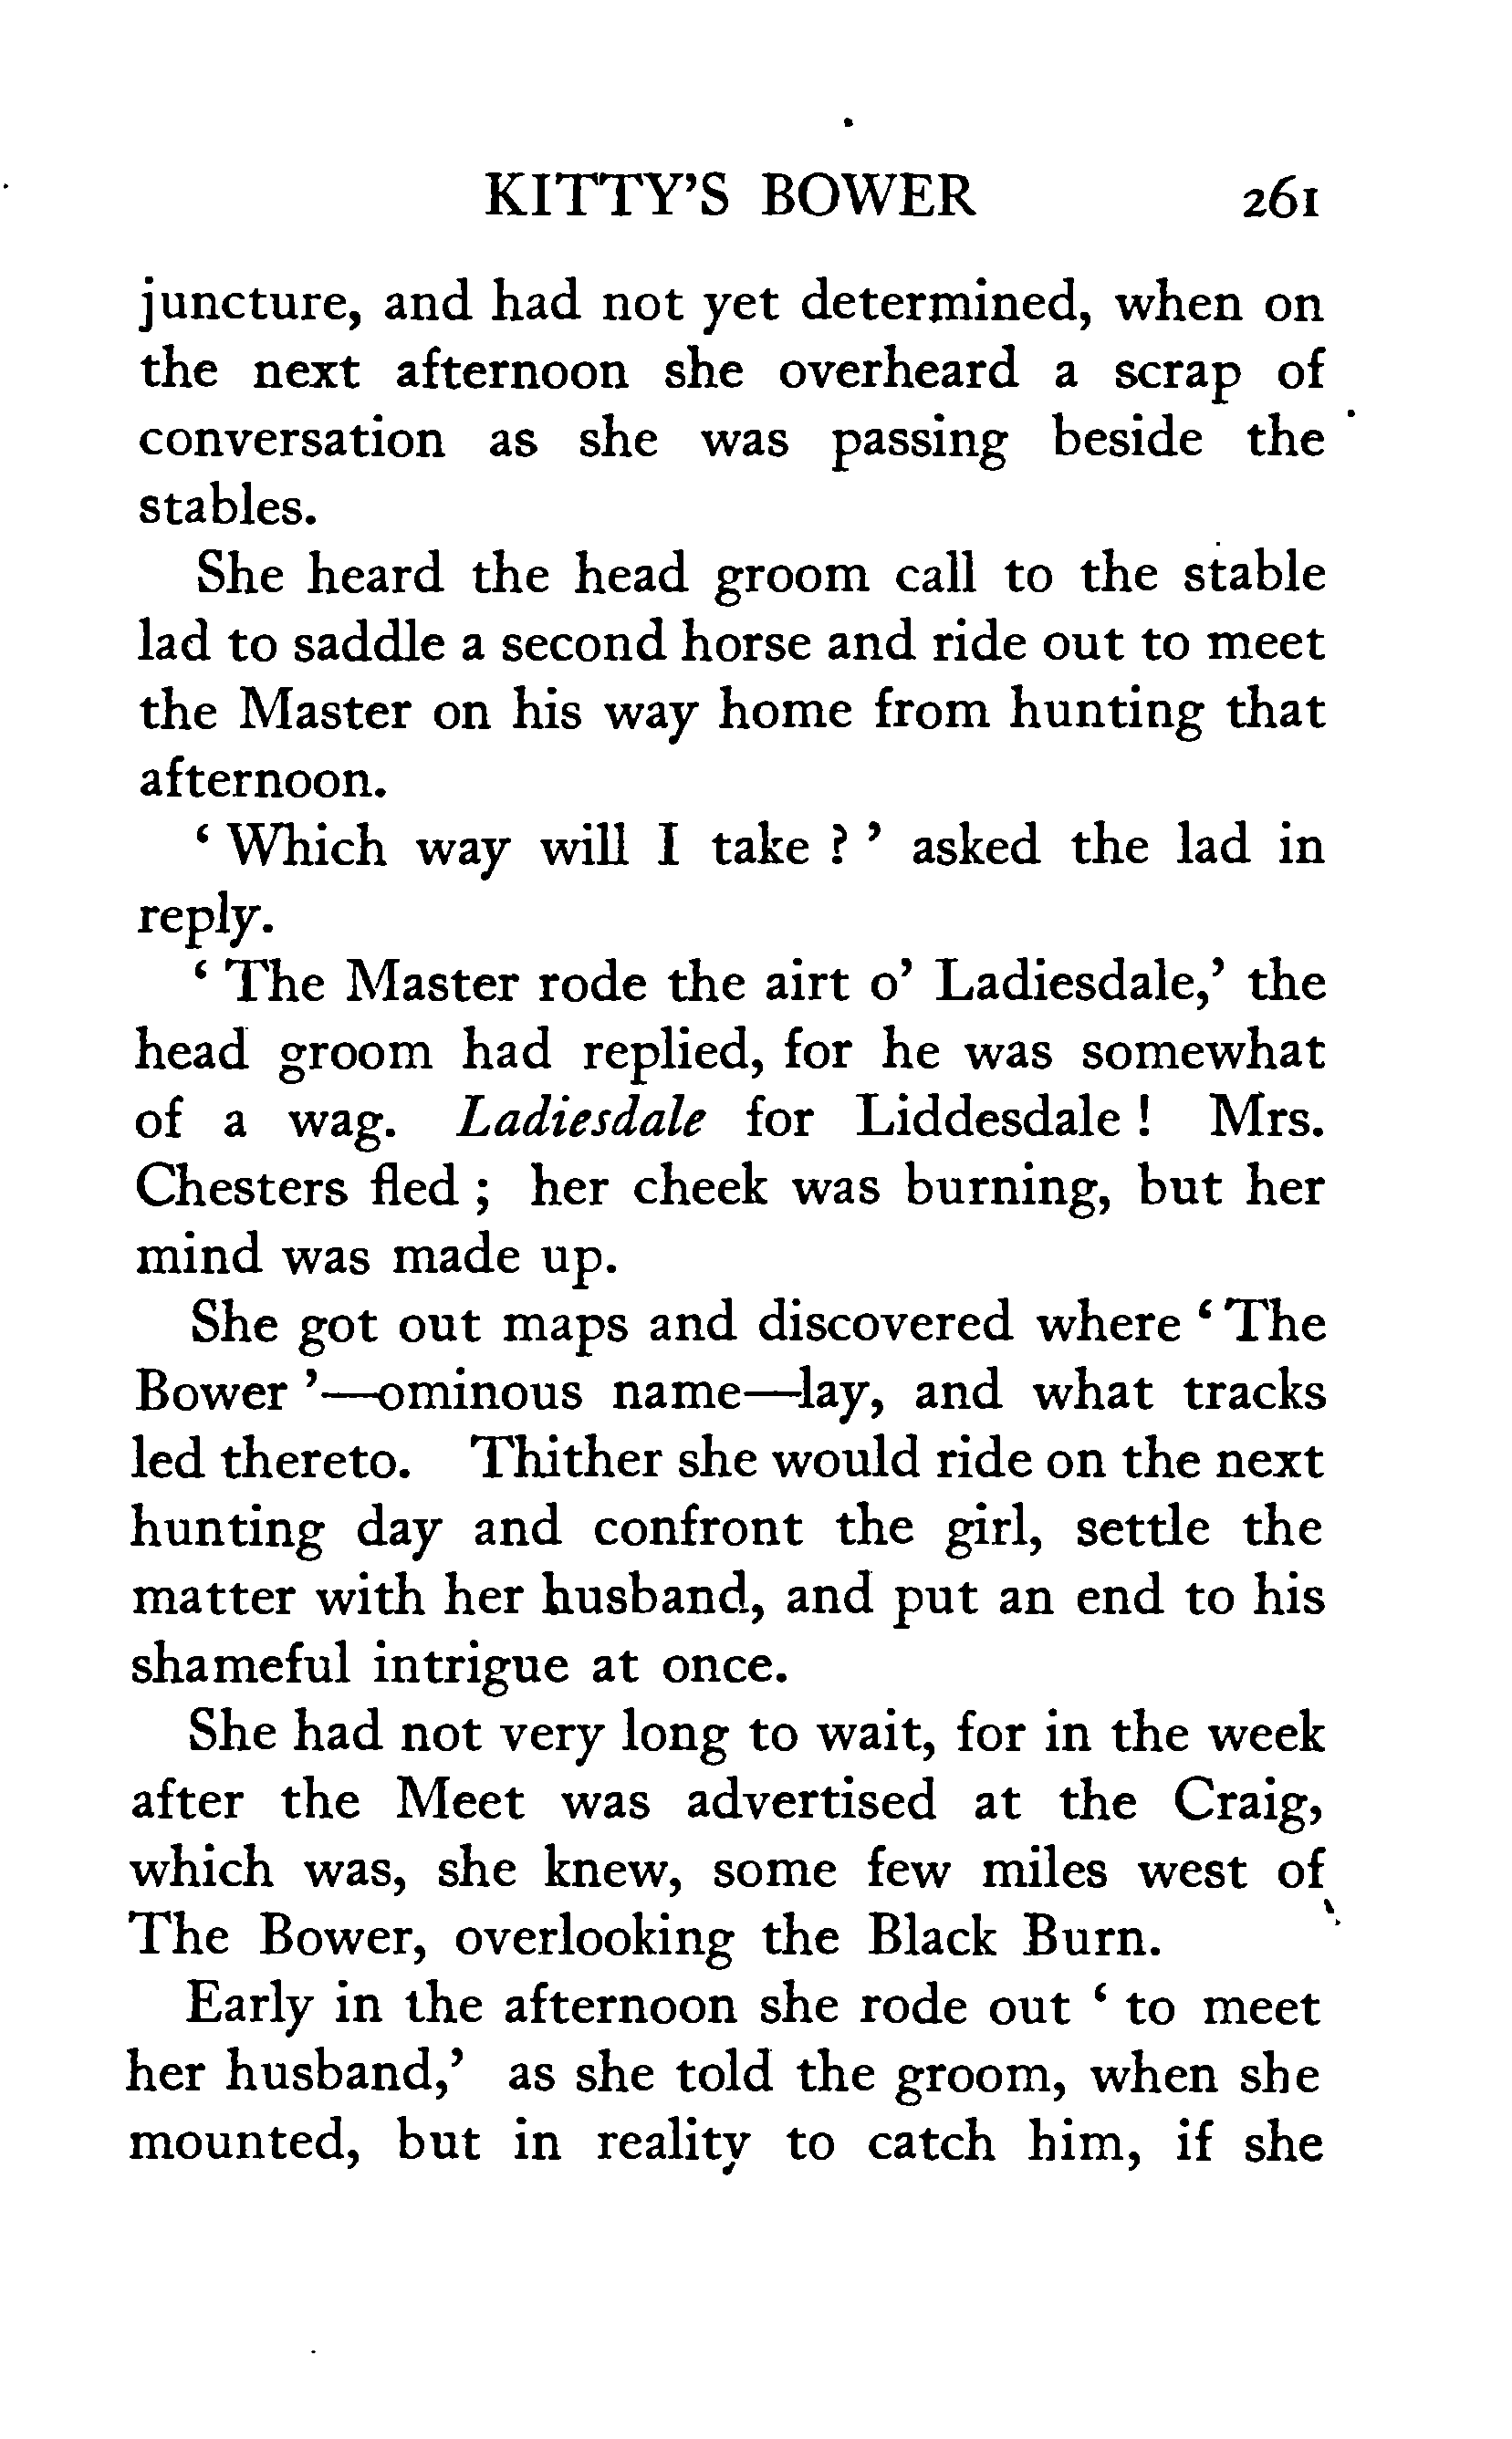 KITTY'S BOWER 261
juncture, and had not yet determined, when on
the next afternoon she overheard a scrap of
conversation as she was passing beside the
stables.
She heard the head groom call to the stable
lad to saddle a second horse and ride out to meet
the Master on his way home from hunting that
afternoon.
‘ Which way will I take ? ’ asked the lad in
reply.
‘ The Master rode the airt o’ Ladiesdale,’ the
head groom had replied, for he was somewhat
of a wag. Ladiesdale for Liddesdale ! Mrs.
Chesters fled ; her cheek was burning, but her
mind was made up.
She got out maps and discovered where ‘ The
Bower ’—ominous name—lay, and what tracks
led thereto. Thither she would ride on the next
hunting day and confront the girl, settle the
matter with her husband, and put an end to his
shameful intrigue at once.
She had not very long to wait, for in the week
after the Meet was advertised at the Craig,
which was, she knew, some few miles west of
The Bower, overlooking the Black Burn.
Early in the afternoon she rode out ‘ to meet
her husband,’ as she told the groom, when she
mounted, but in reality to catch him, if she